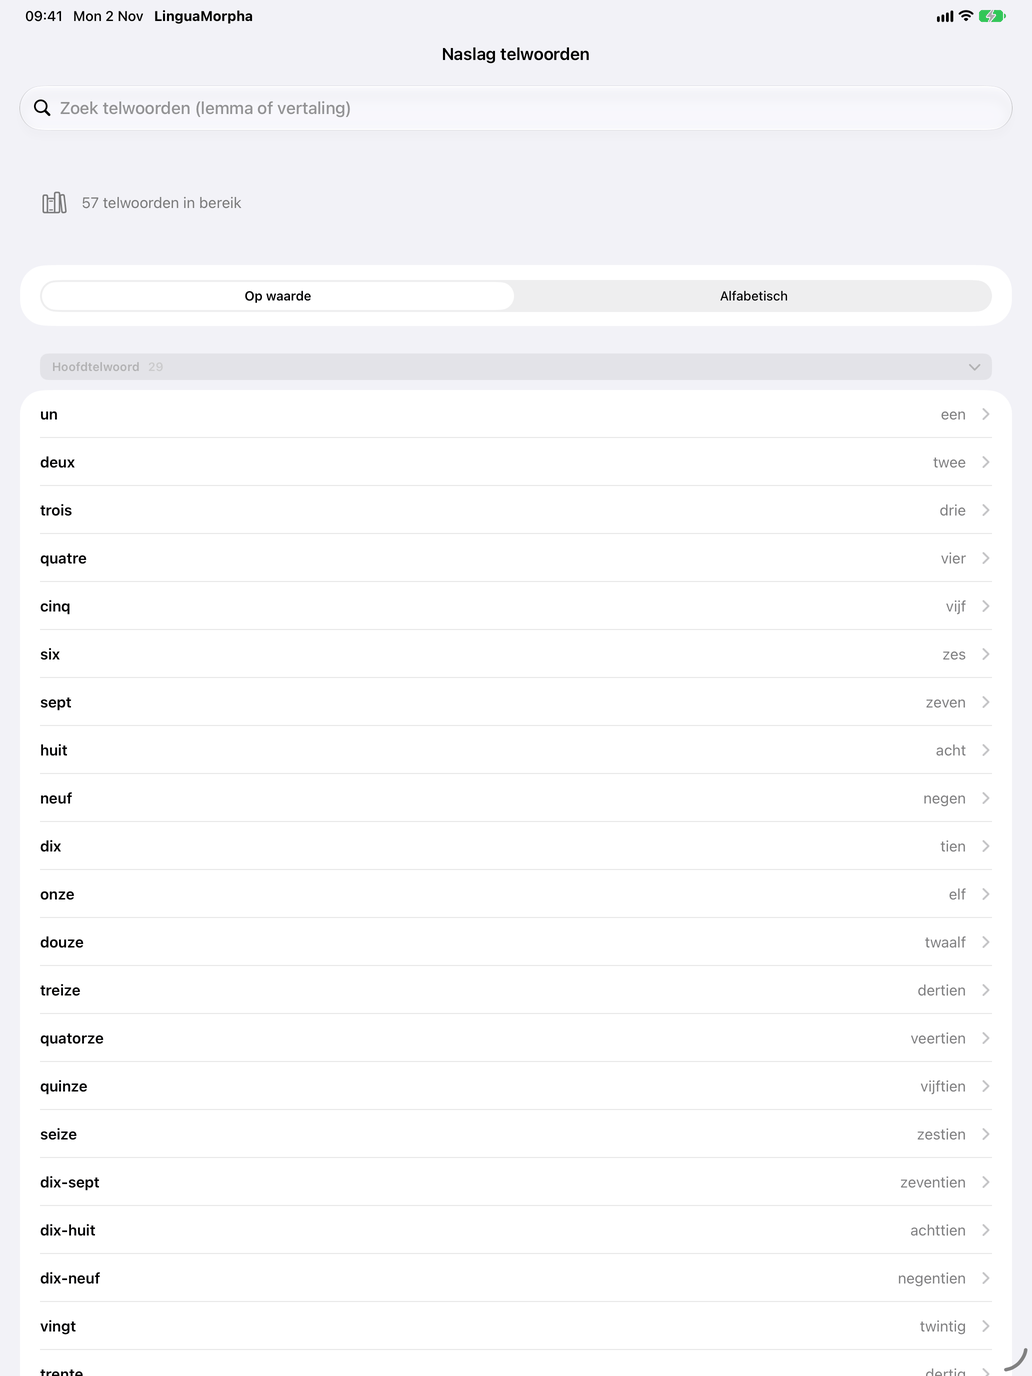 09:41 Mon 2 Nov LinguaMorpha
Naslag telwoorden
Zoek telwoorden (lemma of vertaling)
57 telwoorden in bereik
Op waarde Alfabetisch
Hoofdtelwoord 29
un een
deux twee
trois drie
quatre vier
cinq vijf
six zes
sept zeven
huit acht
neuf negen
dix tien
onze elf
douze twaalf
treize dertien
quatorze veertien
quinze vijftien
seize zestien
dix-sept zeventien
dix-huit achttien
dix-neuf negentien
vingt twintig
trente dertig